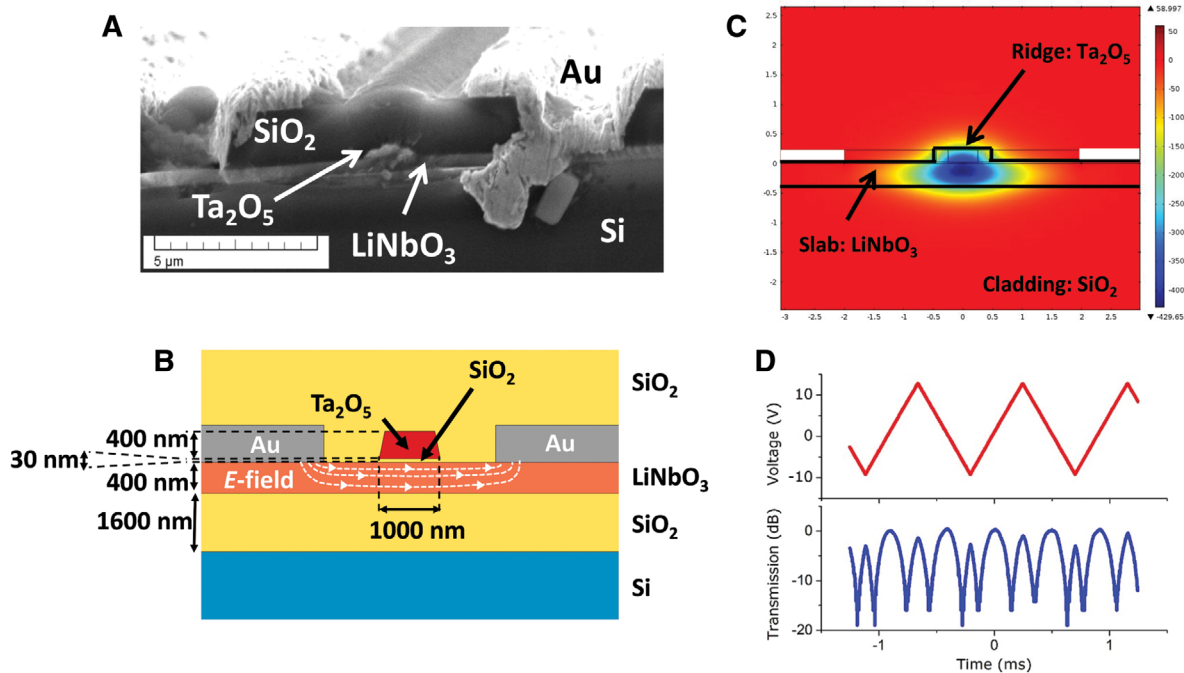 A
Au
SiO2
Ta2O5
LiNbO3
Si
5 µm
B
SiO2
Ta2O5
SiO2
400 nm
Au
Au
30 nm
400 nm
E-field
LiNbO3
1600 nm
1000 nm
SiO2
Si
C
58.997
2.5
2
1.5
1
0.5
0
-0.5
-1
-1.5
-2
-3
-2
-1.5
-1
-0.5
0
0.5
1
1.5
2
2.5
50
0
-50
-100
-150
-200
-250
-300
-350
-400
-429.65
Ridge: Ta2O5
Slab: LiNbO3
Cladding: SiO2
D
Voltage (V)
10
0
-10
Transmission (dB)
0
-10
-20
-1
0
1
Time (ms)